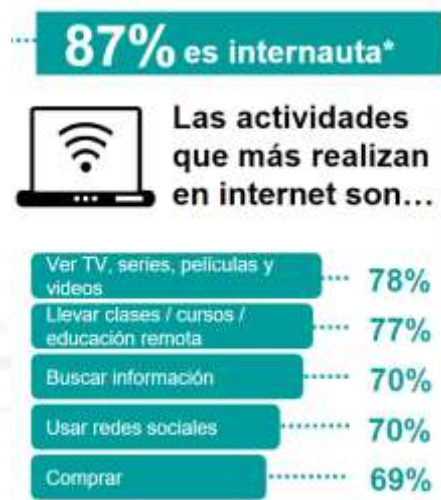 87% es internauta*
Las actividades
que más realizan
en internet son...
Ver TV, series, películas y
videos
78%
Llevar clases / cursos /
educación remota
77%
Buscar información
70%
Usar redes sociales
70%
Comprar
69%